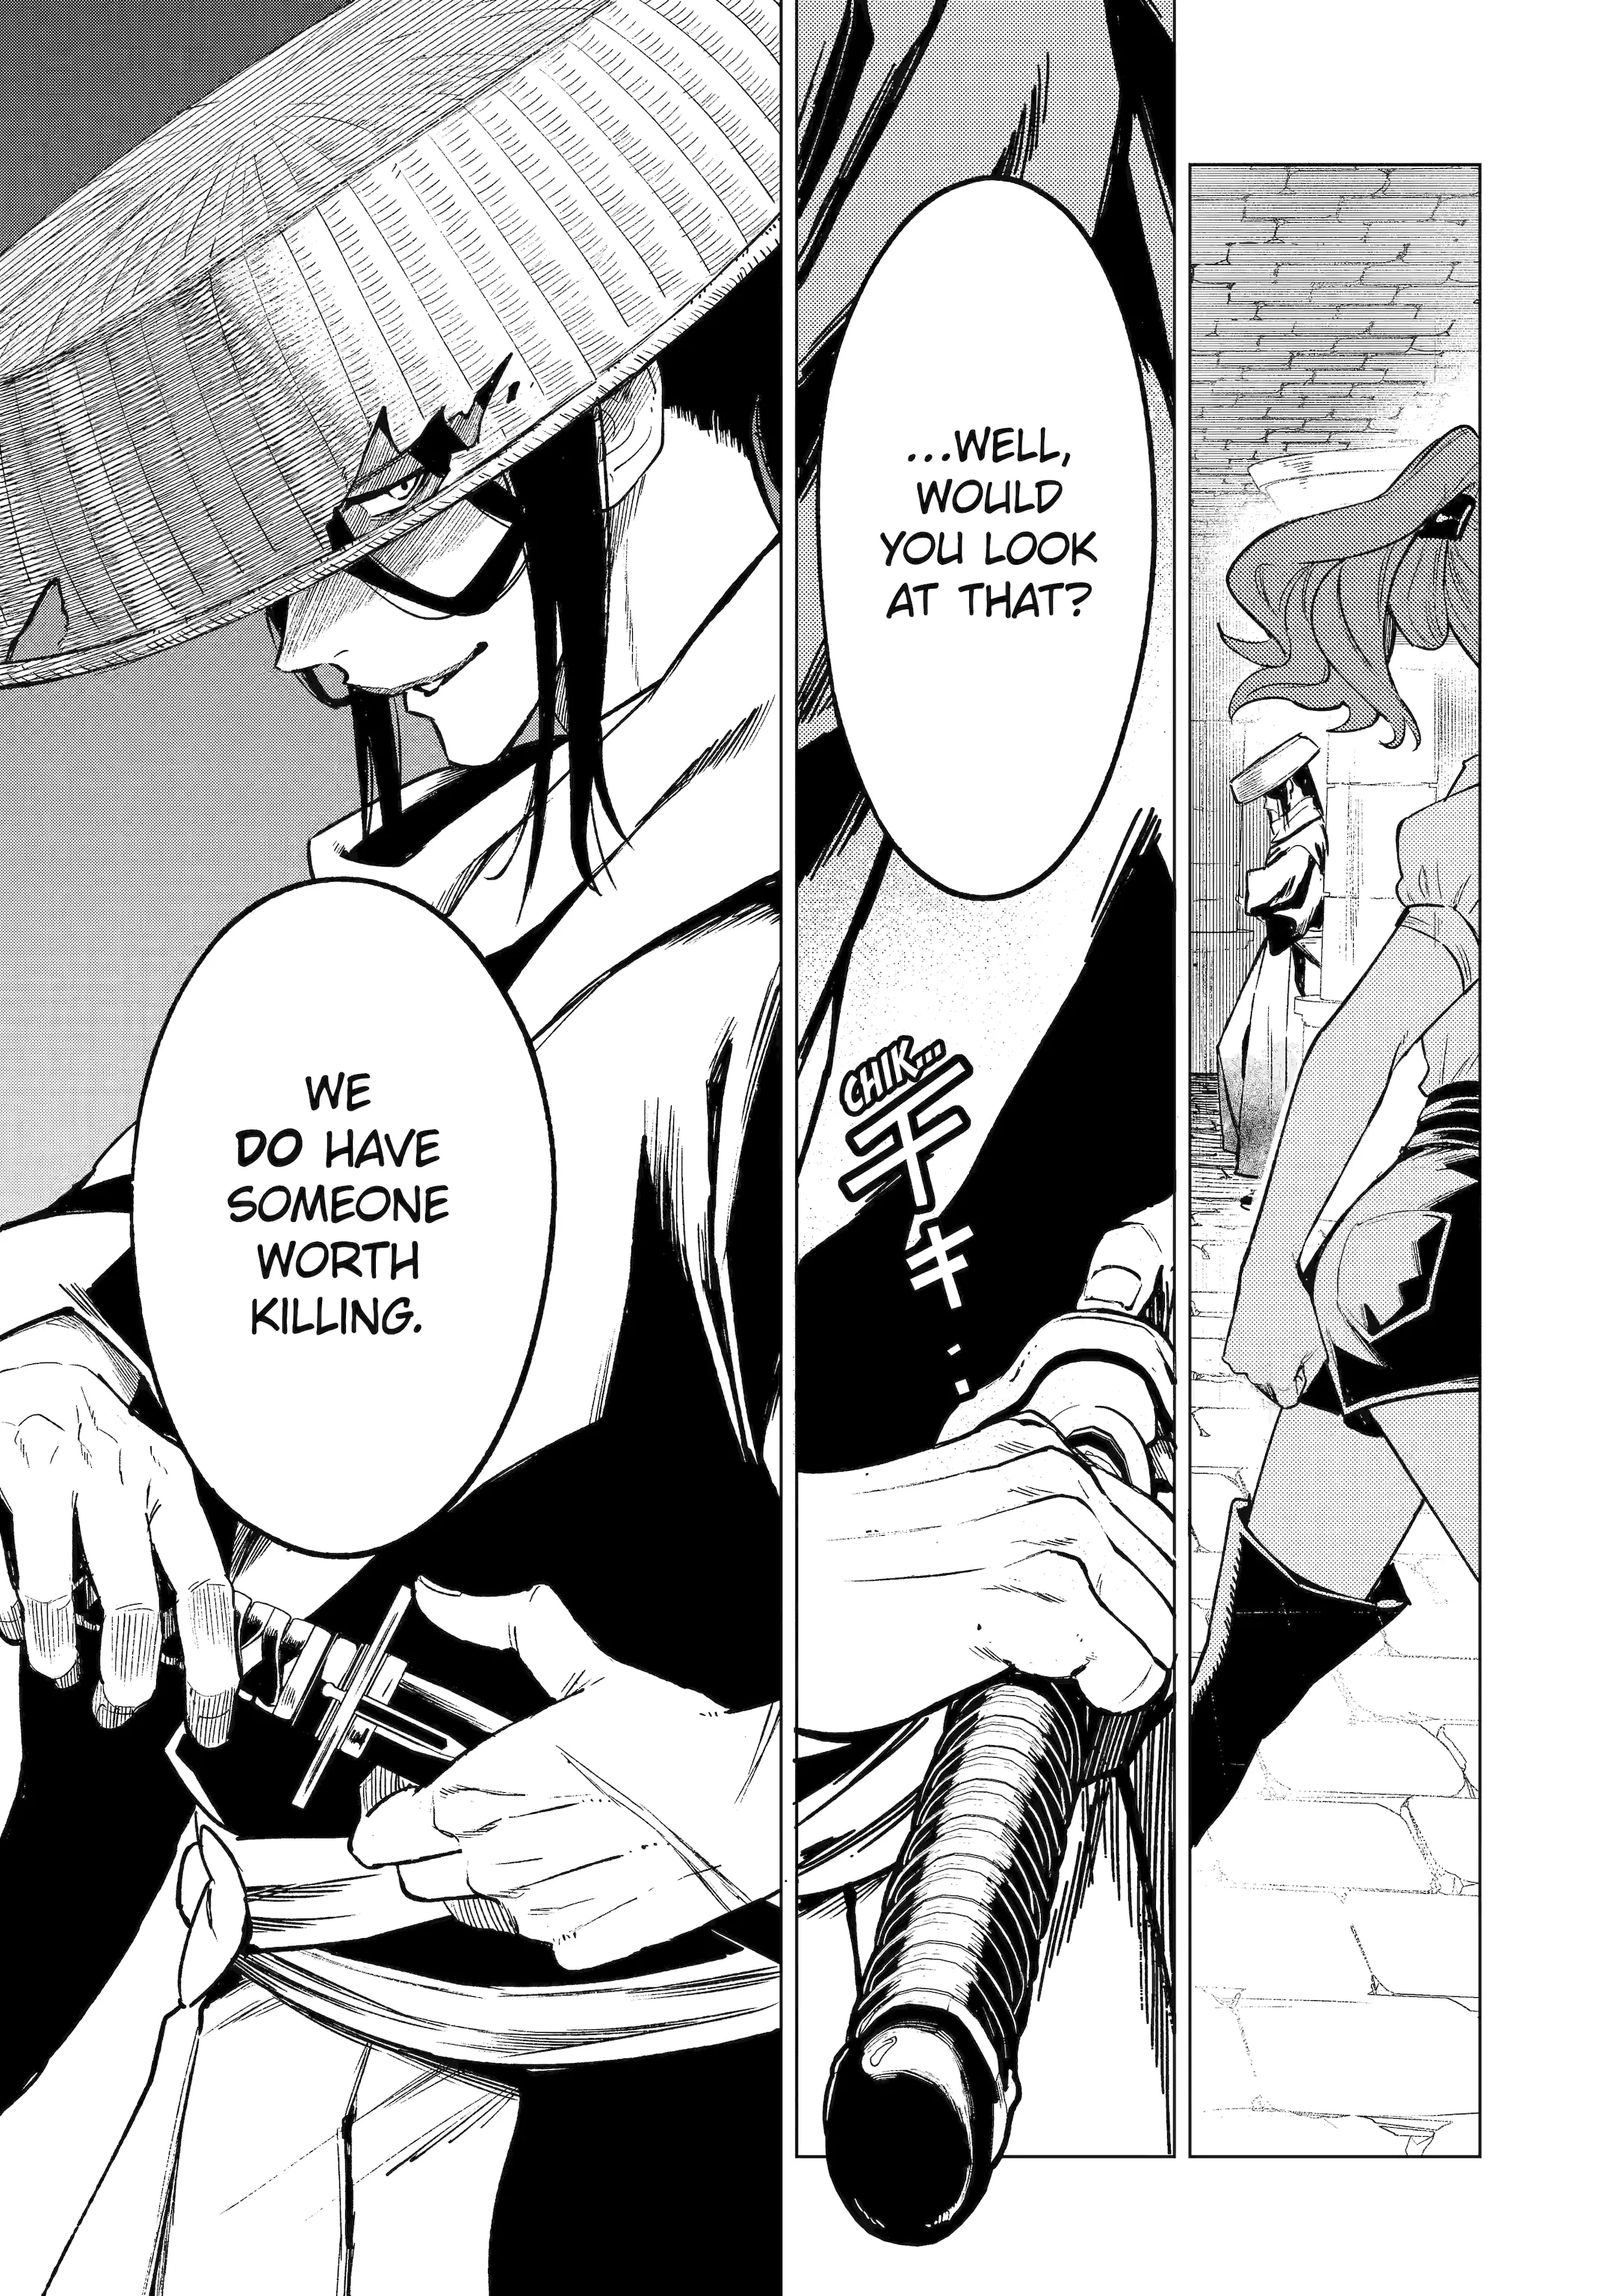 ...WELL,
WOULD
YOU LOOK
AT THAT?
CHIK...
チキ...
WE
DO HAVE
SOMEONE
WORTH
KILLING.